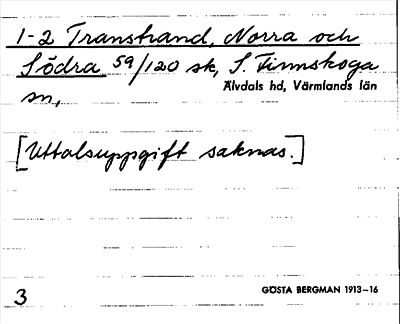 1-2 Transtrand, Norra och
Södra 59/120 sk, S. Finnskoga
Älvdals hd, Värmlands län
sn,
[Uttalsuppgift saknas.]
GÖSTA BERGMAN 1913-16
3